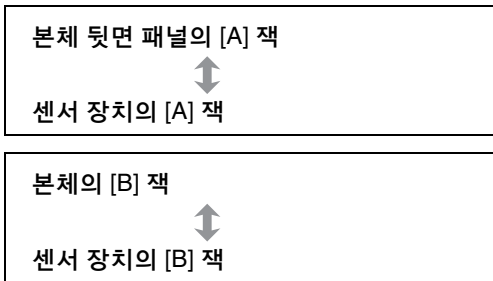 본체 뒷면 패널의 [A] 잭
센서 장치의 [A] 잭
본체의 [B] 잭
센서 장치의 [B] 잭